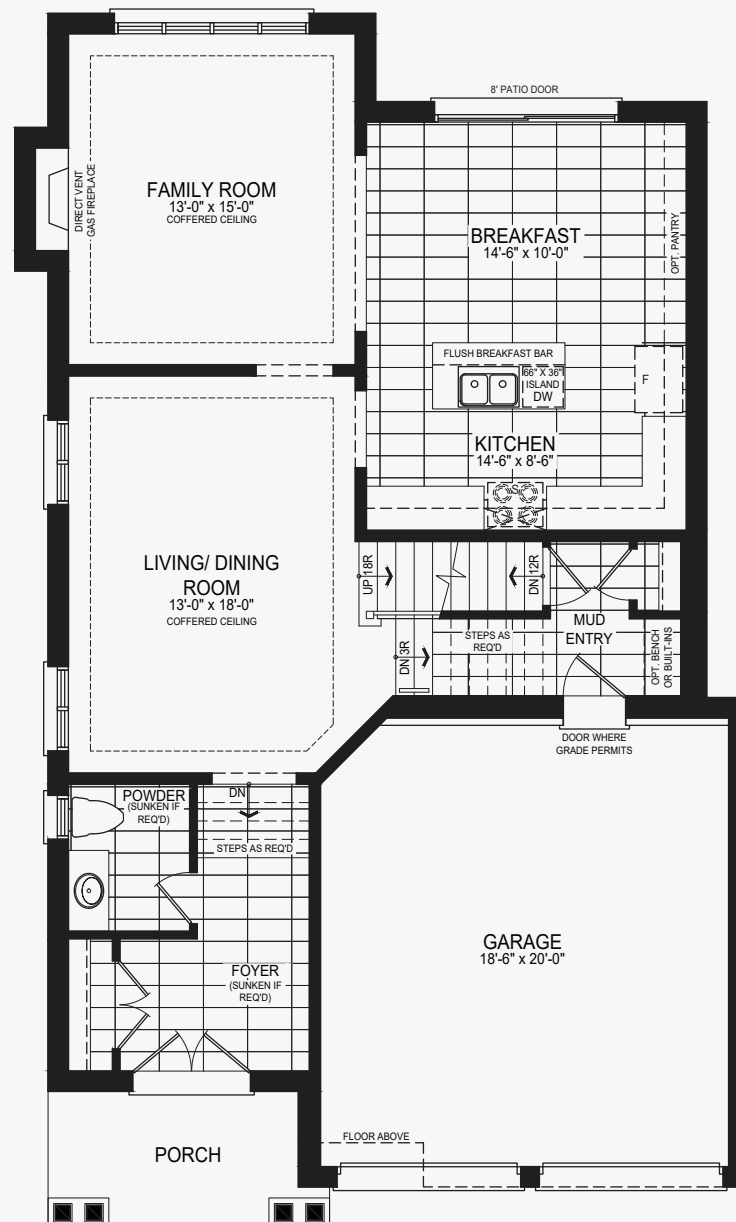 8' PATIO DOOR
DIRECT VENT
GAS FIREPLACE
FAMILY ROOM
13'-0" x 15'-0"
COFFERED CEILING
BREAKFAST
14'-6" x 10'-0"
OPT. PANTRY
FLUSH BREAKFAST BAR
66" X 36"
ISLAND
DW
F
KITCHEN
14'-6" x 8'-6"
S
LIVING/ DINING
ROOM
13'-0" x 18'-0"
COFFERED CEILING
UP 18R
DN 12R
MUD
ENTRY
DN 3R
STEPS AS
REQ'D
OPT. BENCH
OR BUILT-INS
DOOR WHERE
GRADE PERMITS
POWDER
(SUNKEN IF
REQ'D)
DN
STEPS AS REQ'D
GARAGE
18'-6" x 20'-0"
FOYER
(SUNKEN IF
REQ'D)
FLOOR ABOVE
PORCH